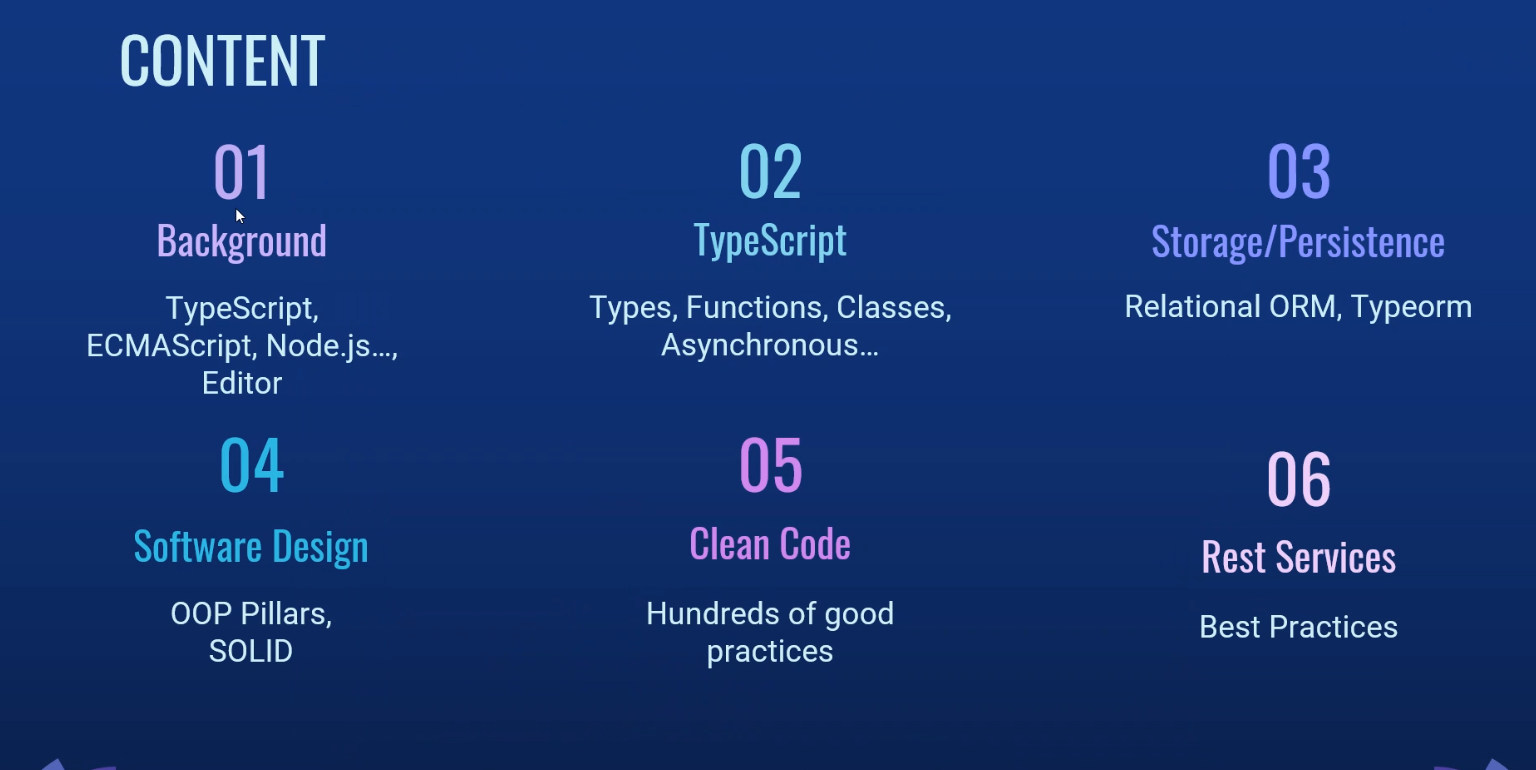 CONTENT
01
Background
TypeScript,
ECMAScript, Node.js…,
Editor
02
TypeScript
Types, Functions, Classes,
Asynchronous…
03
Storage/Persistence
Relational ORM, Typeorm
04
Software Design
OOP Pillars,
SOLID
05
Clean Code
Hundreds of good
practices
06
Rest Services
Best Practices